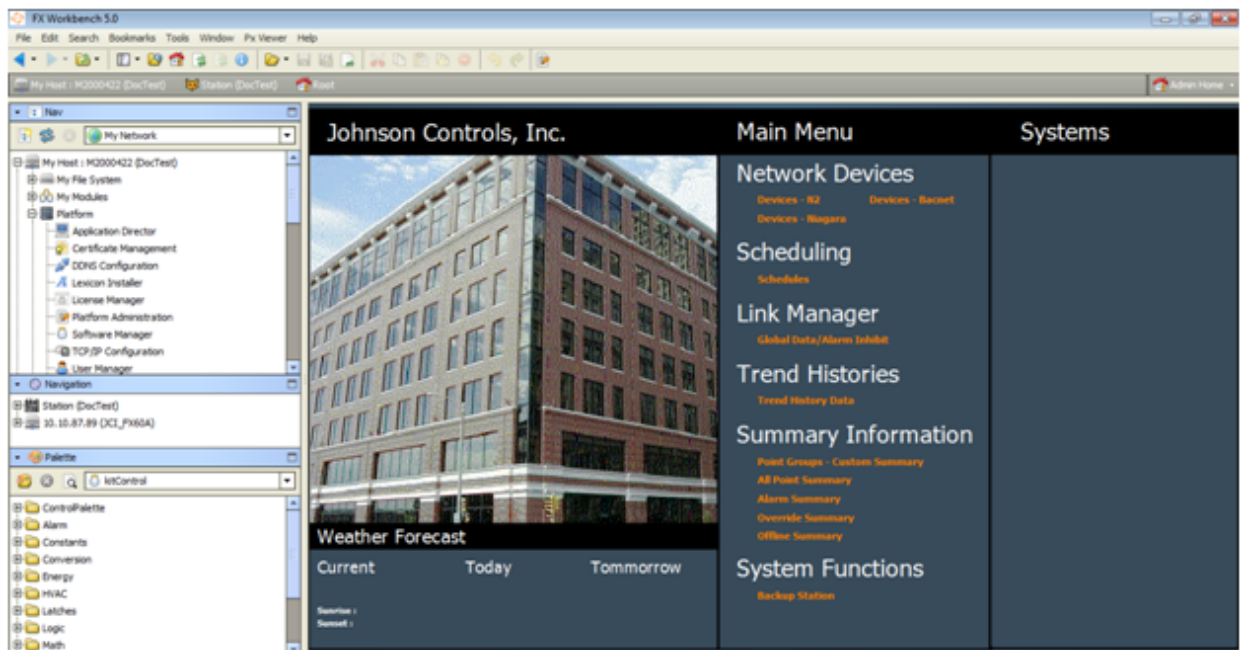 FX Workbench 5.0
File Edit Search Bookmarks Tools Window Px Viewer Help
My Host : M2000422 (DocTest) Station (DocTest) Root Admin Home
Nav
My Network
My Host : M2000422 (DocTest)
My File System
My Modules
Platform
Application Director
Certificate Management
DDNS Configuration
Lexicon Installer
License Manager
Platform Administration
Software Manager
TCP/IP Configuration
User Manager
Navigation
Station (DocTest)
10.10.87.89 (JCI_FX60A)
Palette
kitControl
ControlPalette
Alarm
Constants
Conversion
Energy
HVAC
Latches
Logic
Math
Johnson Controls, Inc.
Weather Forecast
Current Today Tommorrow
Sunrise :
Sunset :
Main Menu
Network Devices
Devices - N2 Devices - Bacnet
Devices - Niagara
Scheduling
Schedules
Link Manager
Global Data/Alarm Inhibit
Trend Histories
Trend History Data
Summary Information
Point Groups - Custom Summary
All Point Summary
Alarm Summary
Override Summary
Offline Summary
System Functions
Backup Station
Systems